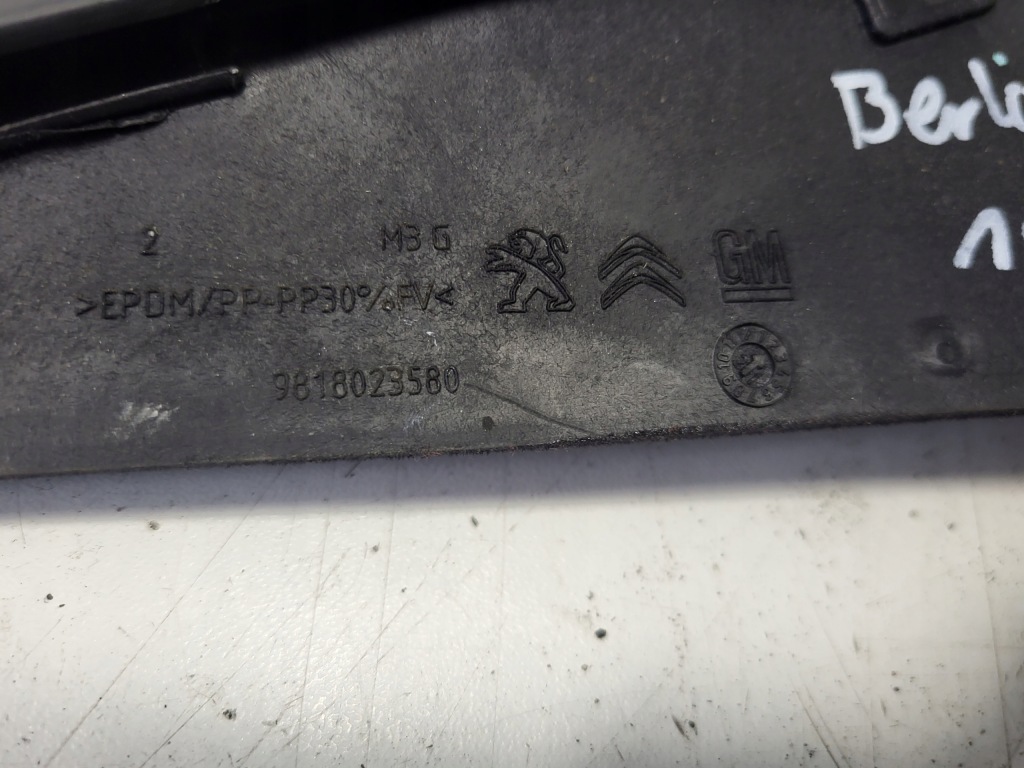 Berli
2 M3 G
GM
>EPDM/PP-PP30%FV<
9818023580